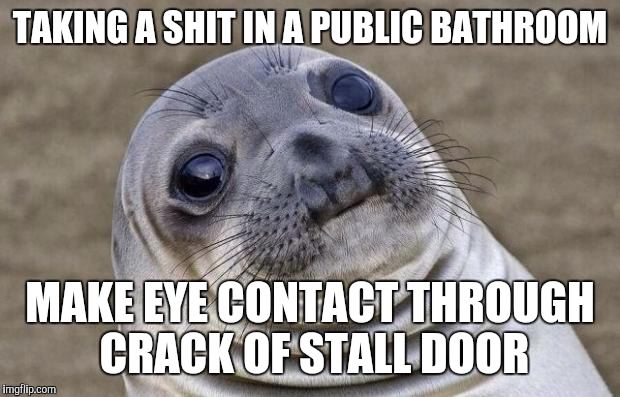 TAKING A SHIT IN A PUBLIC BATHROOM
MAKE EYE CONTACT THROUGH
CRACK OF STALL DOOR
imgflip.com